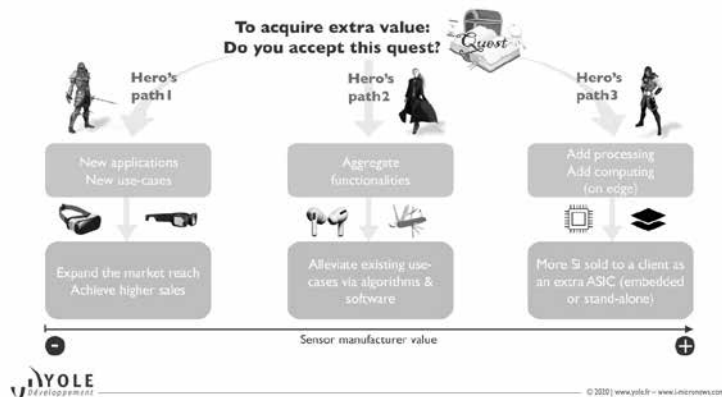 To acquire extra value:
Do you accept this quest?
Quest
Hero's
path1
Hero's
path2
Hero's
path3
New applications
New use-cases
Aggregate
functionalities
Add processing
Add computing
(on edge)
Expand the market reach
Achieve higher sales
Alleviate existing use-
cases via algorithms &
software
More Si sold to a client as
an extra ASIC (embedded
or stand-alone)
Sensor manufacturer value
YOLE
Développement
© 2020 | www.yole.fr – www.i-micronews.com